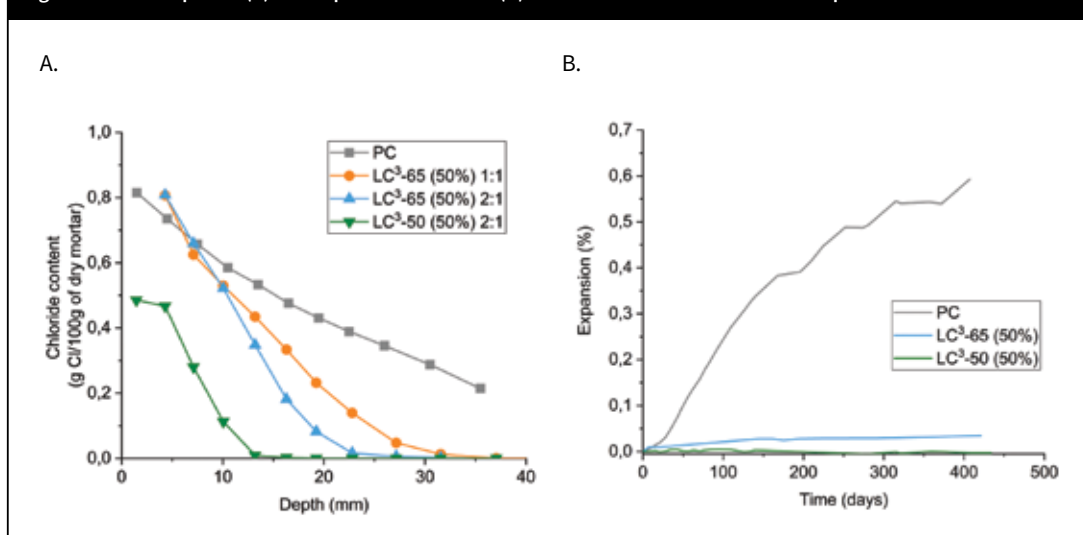 A.
B.
1,0
0,8
0,6
0,4
0,2
0,0
0
10
20
30
40
Chloride content
(g Cl/100g of dry mortar)
Depth (mm)
PC
LC³-65 (50%) 1:1
LC³-65 (50%) 2:1
LC³-50 (50%) 2:1
0,7
0,6
0,5
0,4
0,3
0,2
0,1
0,0
0
100
200
300
400
500
Expansion (%)
Time (days)
PC
LC³-65 (50%)
LC³-50 (50%)